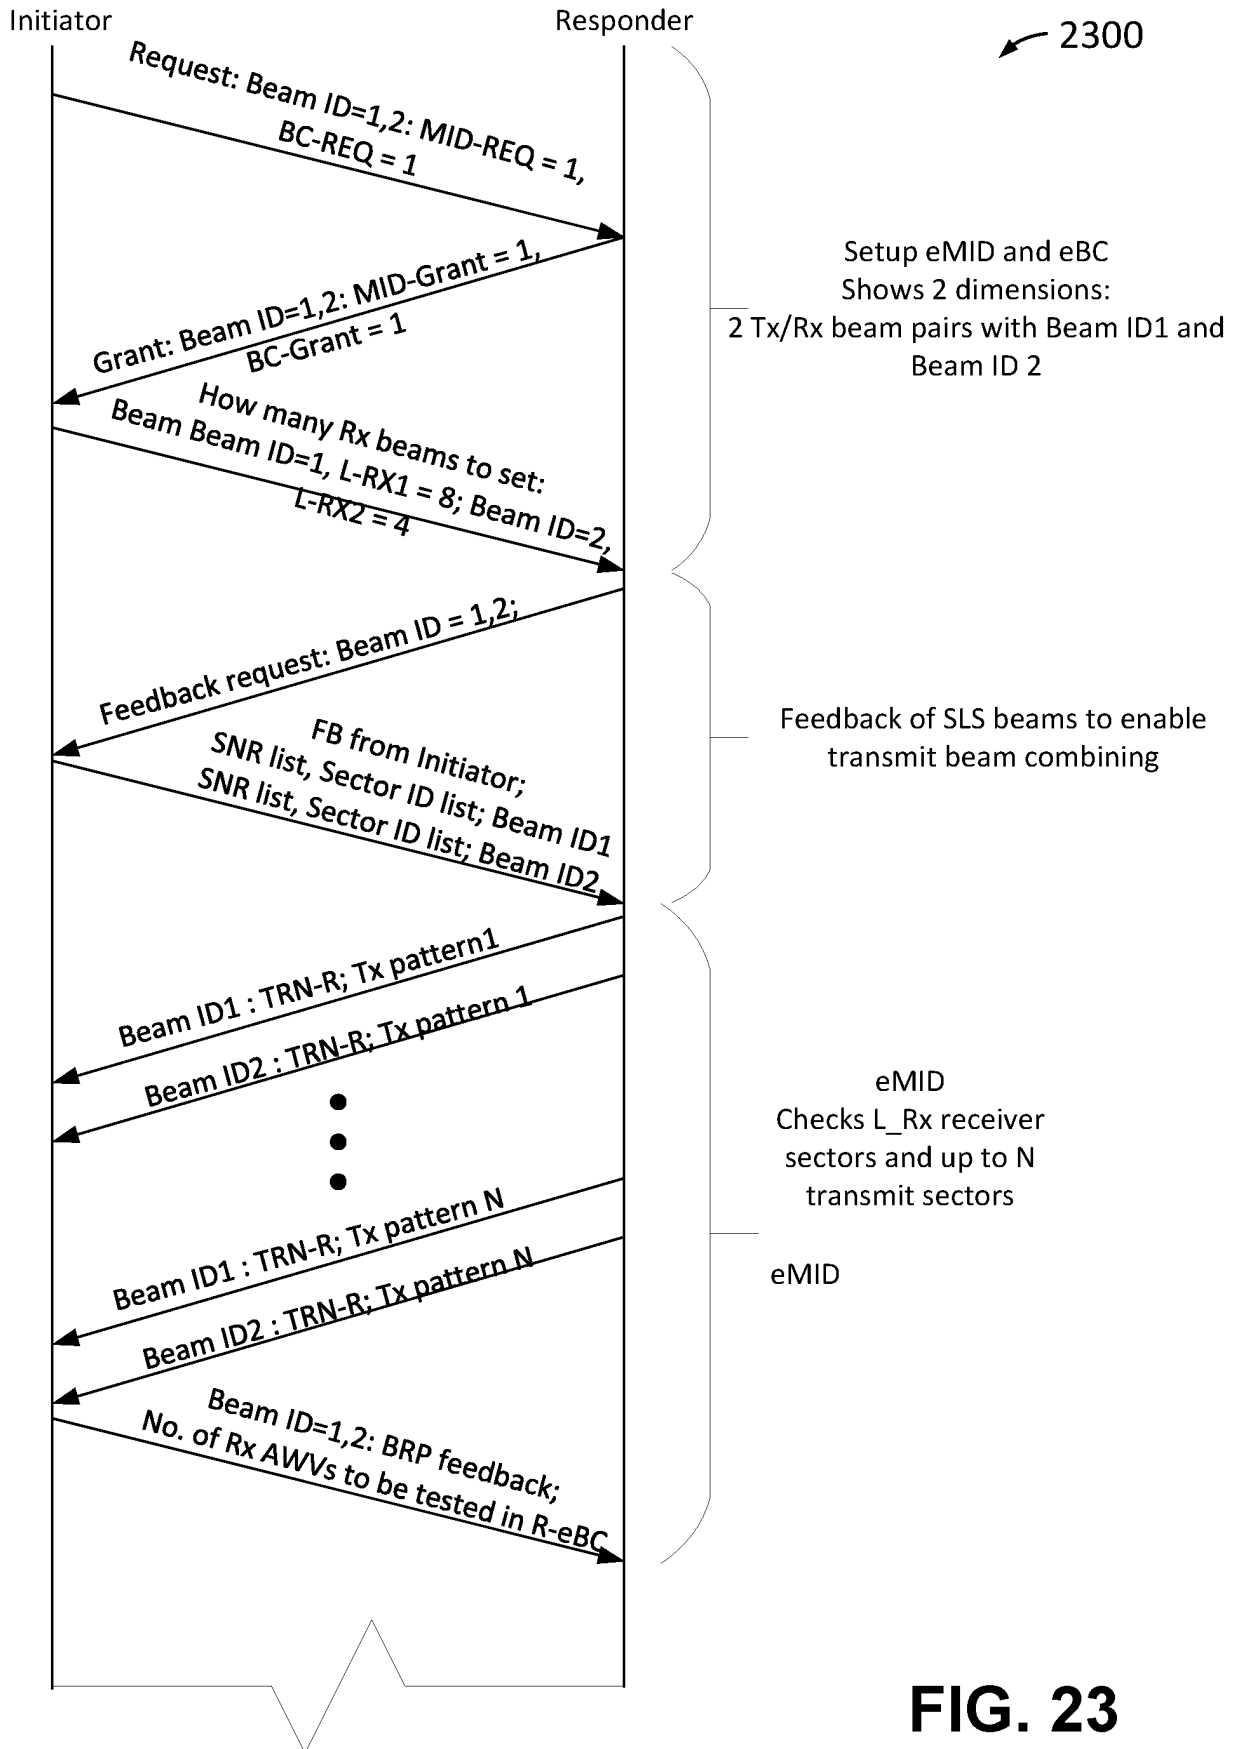 Initiator
Responder
2300
Request: Beam ID=1,2: MID-REQ = 1,
BC-REQ = 1
Grant: Beam ID=1,2: MID-Grant = 1,
BC-Grant = 1
How many Rx beams to set:
Beam Beam ID=1, L-RX1 = 8; Beam ID=2,
L-RX2 = 4
Setup eMID and eBC
Shows 2 dimensions:
2 Tx/Rx beam pairs with Beam ID1 and
Beam ID 2
Feedback request: Beam ID = 1,2;
FB from Initiator;
SNR list, Sector ID list; Beam ID1
SNR list, Sector ID list; Beam ID2
Feedback of SLS beams to enable
transmit beam combining
Beam ID1 : TRN-R; Tx pattern1
Beam ID2 : TRN-R; Tx pattern 1
Beam ID1 : TRN-R; Tx pattern N
Beam ID2 : TRN-R; Tx pattern N
Beam ID=1,2: BRP feedback;
No. of Rx AWVs to be tested in R-eBC
eMID
Checks L_Rx receiver
sectors and up to N
transmit sectors
eMID
FIG. 23